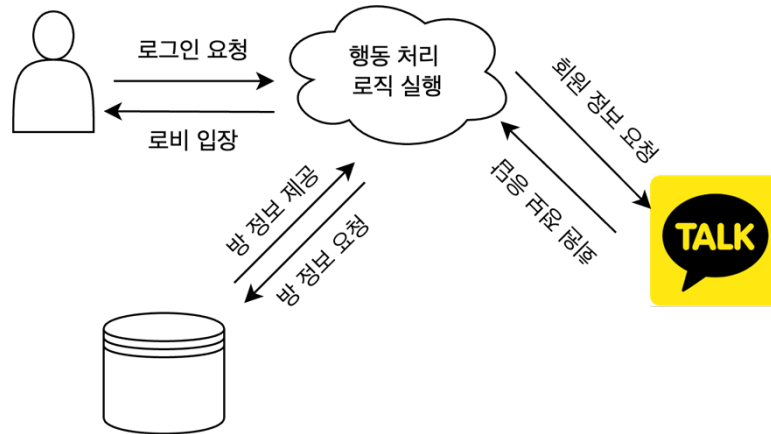 로그인 요청
로비 입장
행동 처리
로직 실행
회원 정보 요청
회원 정보 응답
방 정보 제공
방 정보 요청
TALK